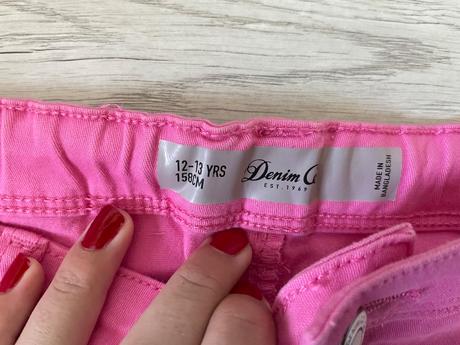 12-13 YRS
158CM
Denim C
EST. 1969
MADE IN
BANGLADESH